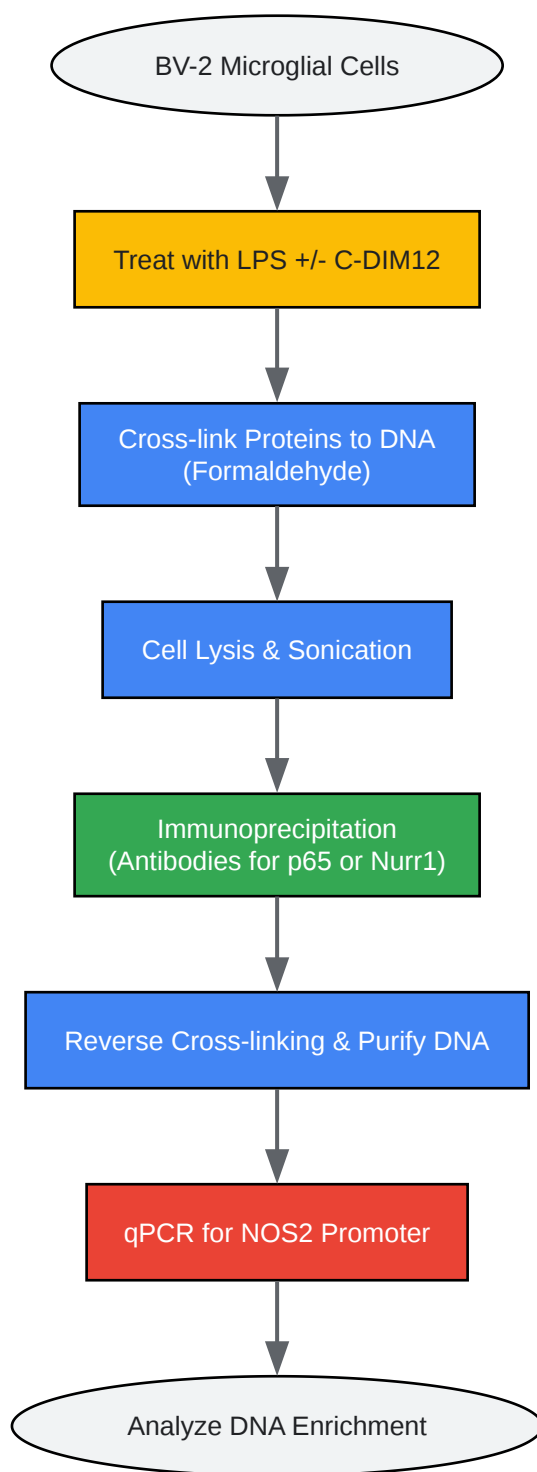 BV-2 Microglial Cells
Treat with LPS +/- C-DIM12
Cross-link Proteins to DNA
(Formaldehyde)
Cell Lysis & Sonication
Immunoprecipitation
(Antibodies for p65 or Nurr1)
Reverse Cross-linking & Purify DNA
qPCR for NOS2 Promoter
Analyze DNA Enrichment